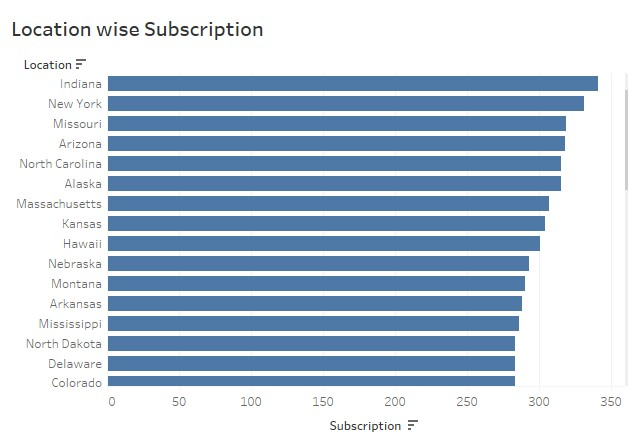 Location wise Subscription
Location
Indiana
New York
Missouri
Arizona
North Carolina
Alaska
Massachusetts
Kansas
Hawaii
Nebraska
Montana
Arkansas
Mississippi
North Dakota
Delaware
Colorado
0 50 100 150 200 250 300 350
Subscription